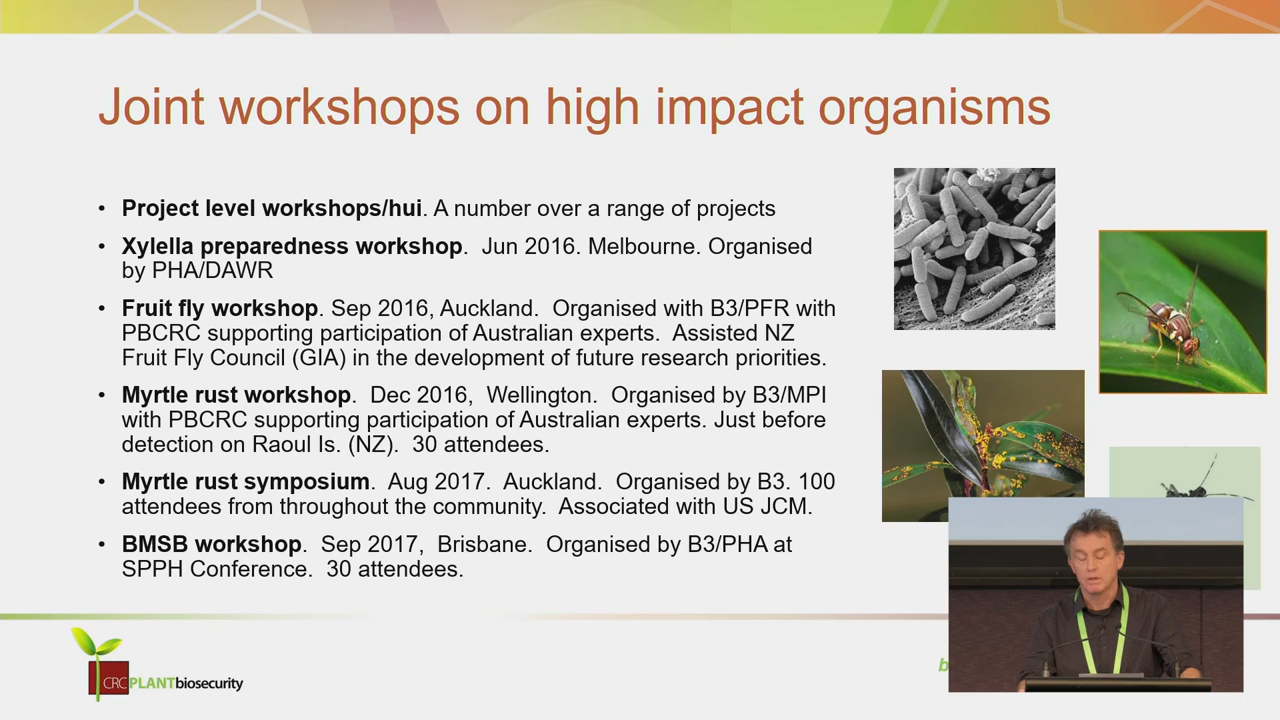 Joint workshops on high impact organisms
• Project level workshops/hui. A number over a range of projects
• Xylella preparedness workshop. Jun 2016. Melbourne. Organised
by PHA/DAWR
• Fruit fly workshop. Sep 2016, Auckland. Organised with B3/PFR with
PBCRC supporting participation of Australian experts. Assisted NZ
Fruit Fly Council (GIA) in the development of future research priorities.
• Myrtle rust workshop. Dec 2016, Wellington. Organised by B3/MPI
with PBCRC supporting participation of Australian experts. Just before
detection on Raoul Is. (NZ). 30 attendees.
• Myrtle rust symposium. Aug 2017. Auckland. Organised by B3. 100
attendees from throughout the community. Associated with US JCM.
• BMSB workshop. Sep 2017, Brisbane. Organised by B3/PHA at
SPPH Conference. 30 attendees.
CRCPLANTbiosecurity